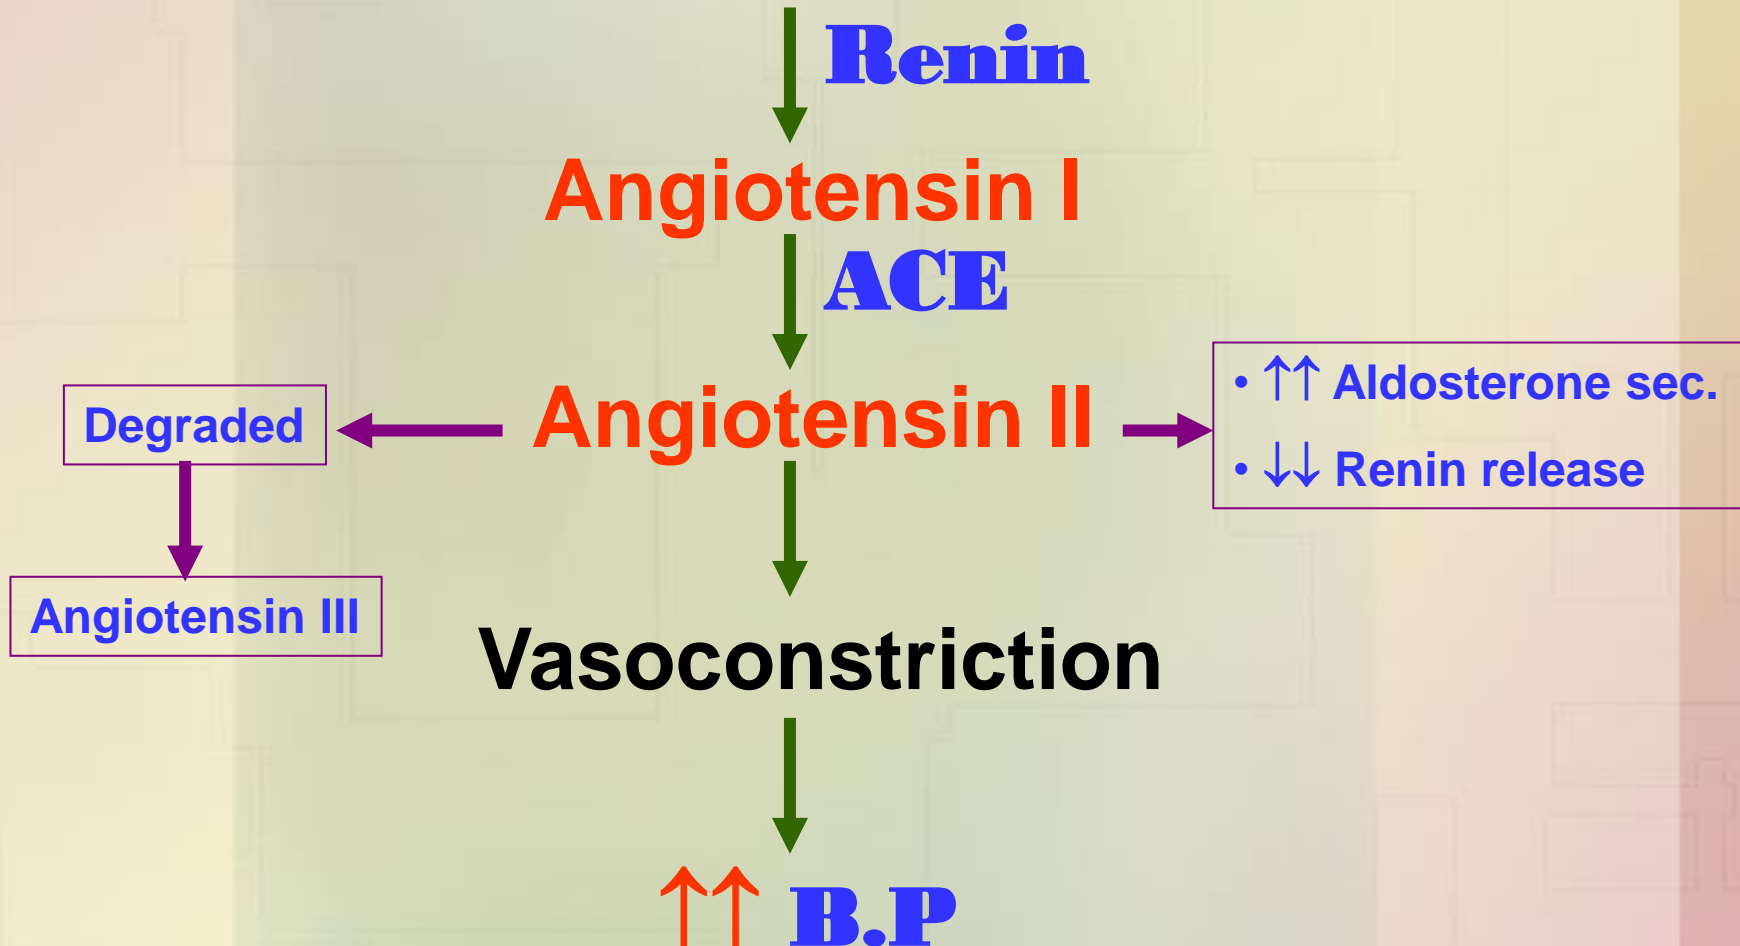 Renin
Angiotensin I
ACE
Angiotensin II
Degraded
Angiotensin III
• ↑↑ Aldosterone sec.
• ↓↓ Renin release
Vasoconstriction
↑↑ B.P